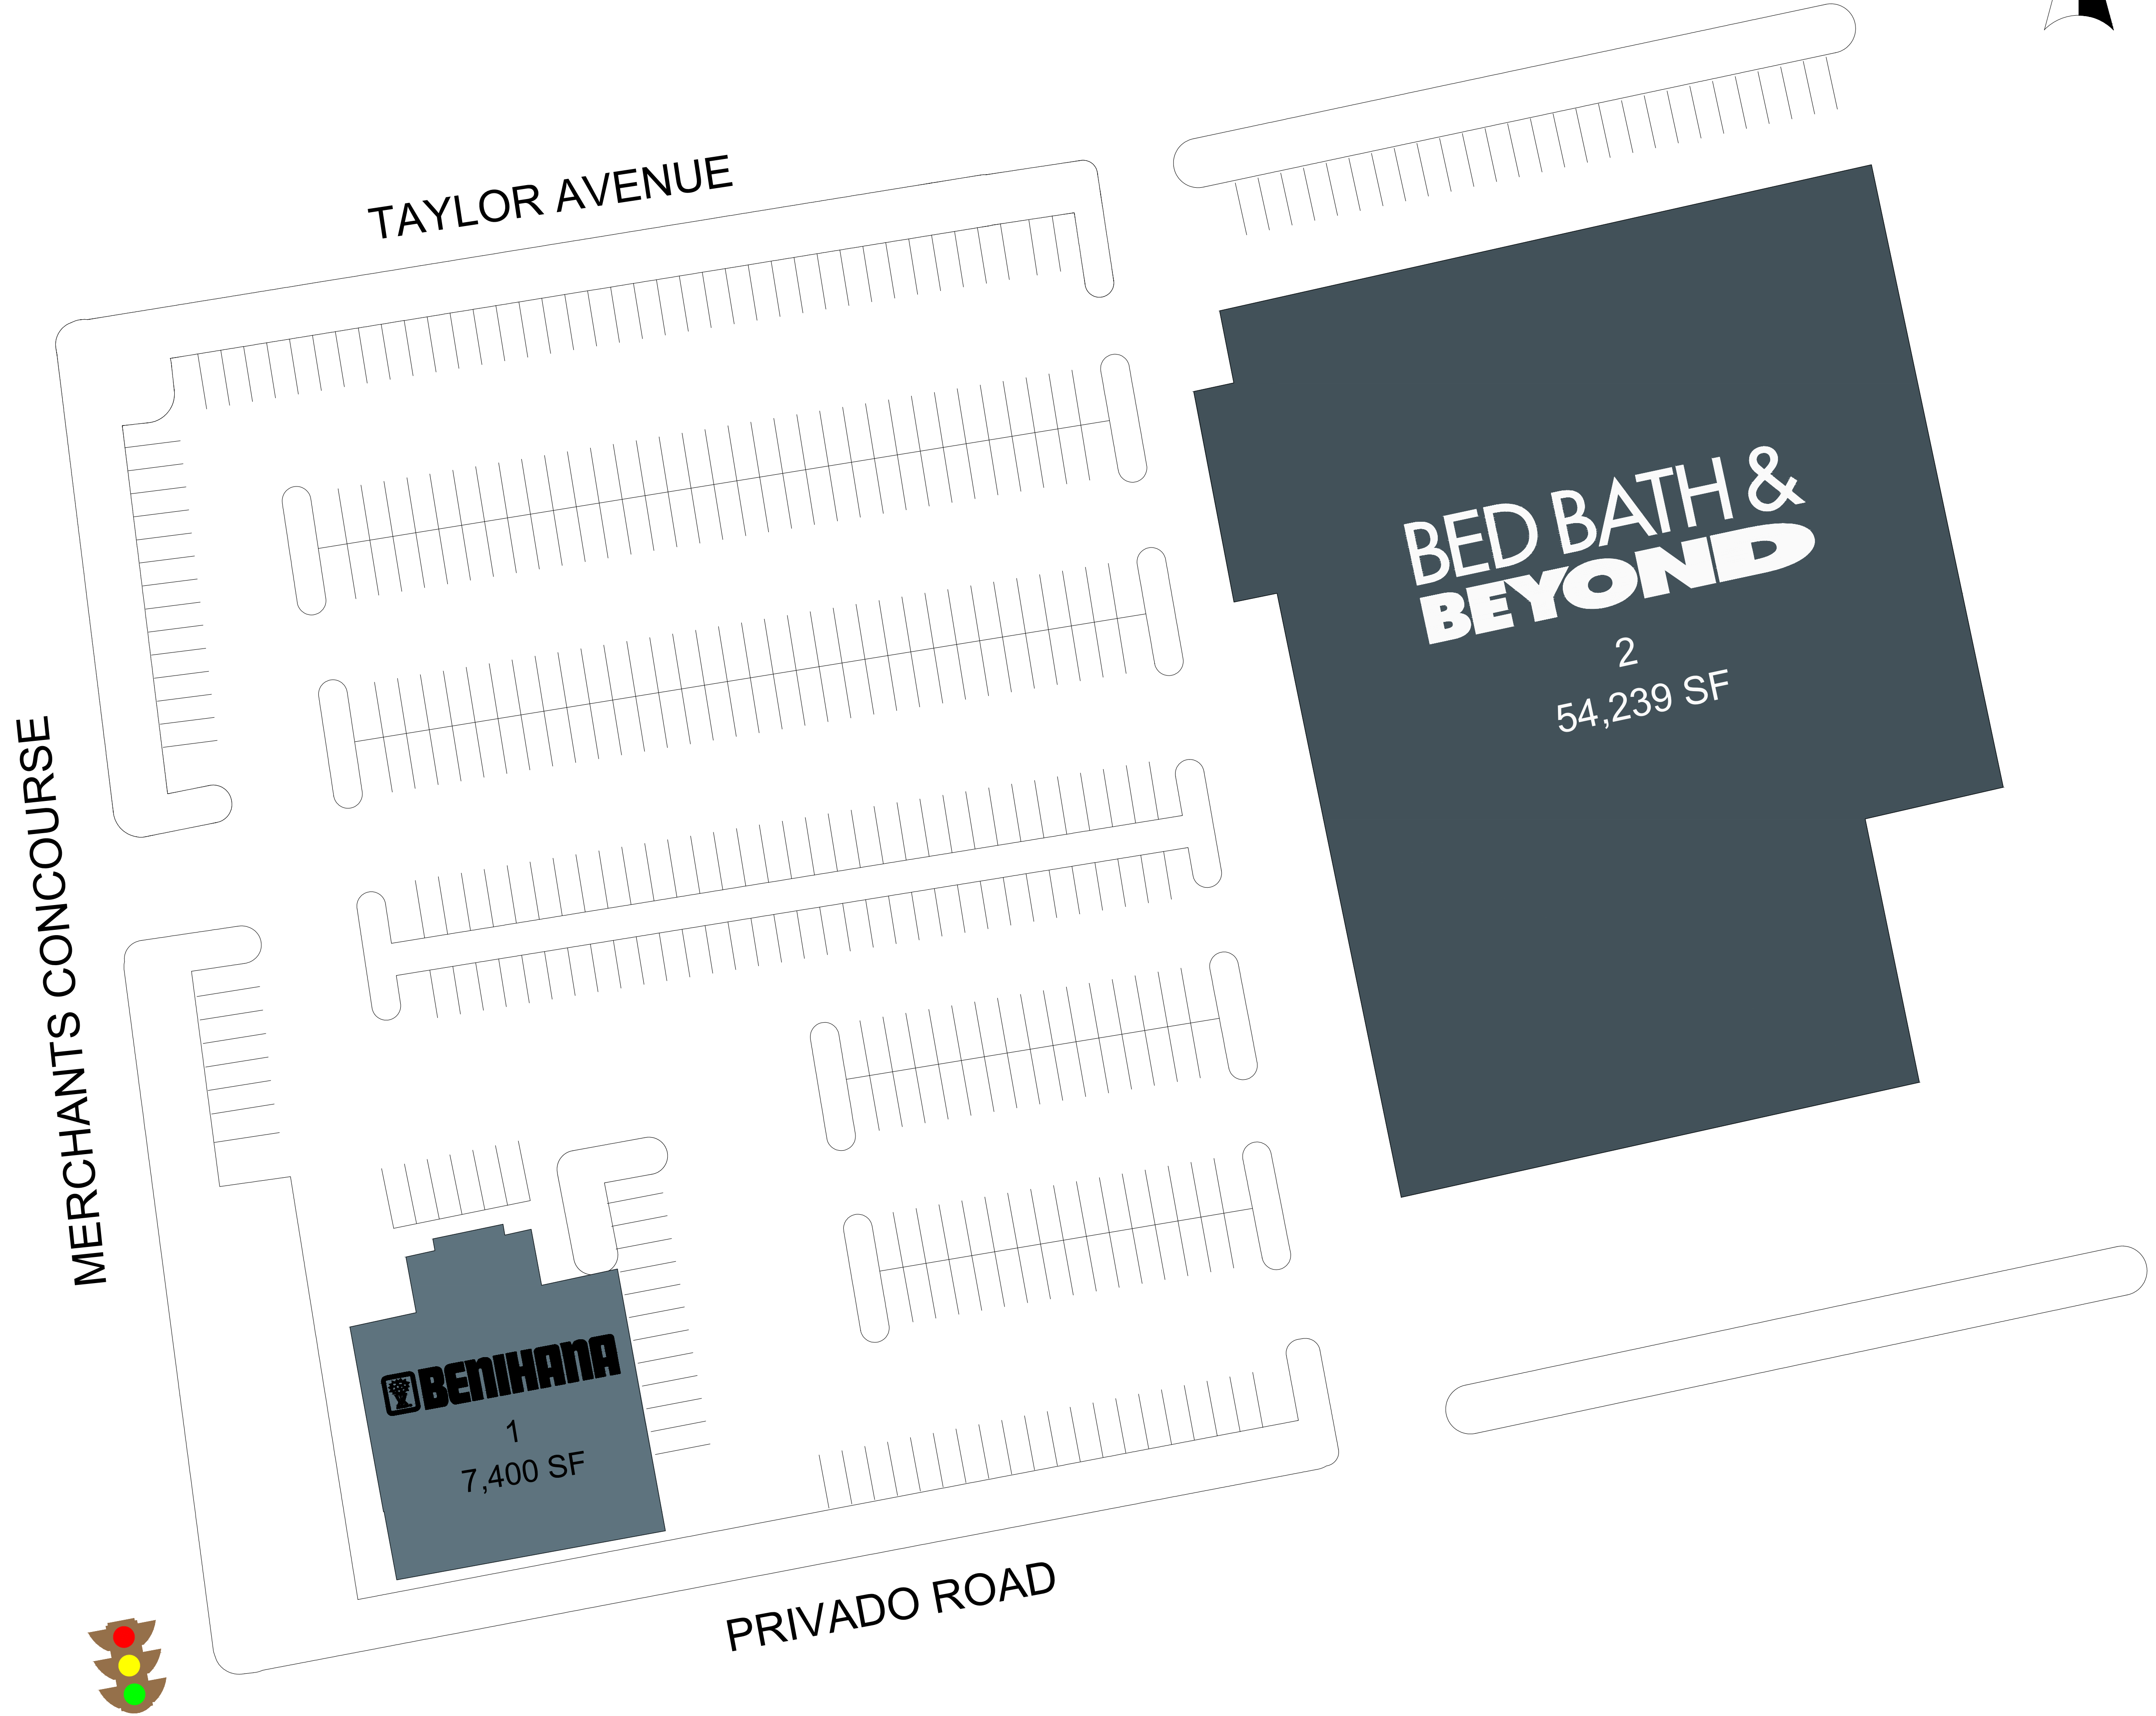 TAYLOR AVENUE
BED BATH &
BEYOND
2
54,239 SF
MERCHANTS CONCOURSE
BENIHANA
1
7,400 SF
PRIVADO ROAD